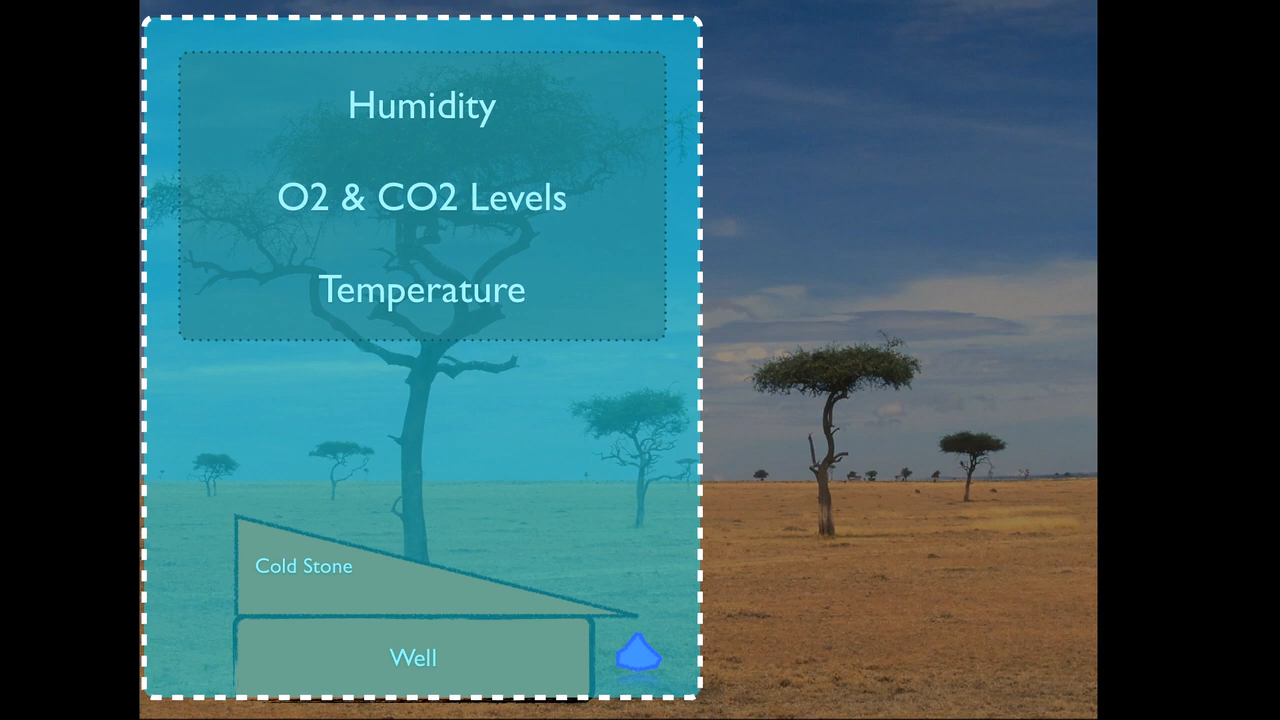 Humidity
O2 & CO2 Levels
Temperature
Cold Stone
Well